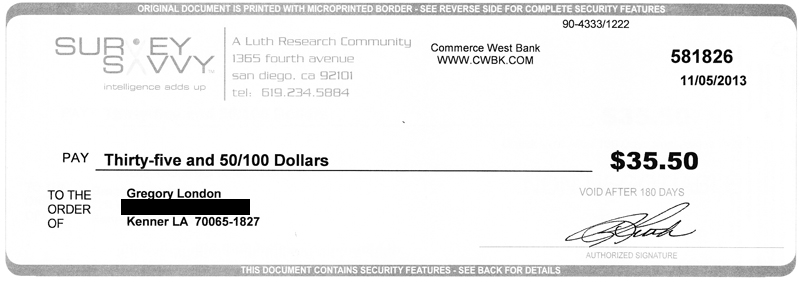 ORIGINAL DOCUMENT IS PRINTED WITH MICROPRINTED BORDER - SEE REVERSE SIDE FOR COMPLETE SECURITY FEATURES
90-4333/1222
SURVEY
SAVVY
intelligence adds up
A Luth Research Community
1365 fourth avenue
san diego, ca 92101
tel: 619.234.5884
Commerce West Bank
WWW.CWBK.COM
581826
11/05/2013
PAY Thirty-five and 50/100 Dollars $35.50
VOID AFTER 180 DAYS
TO THE
ORDER
OF
Gregory London
Kenner LA 70065-1827
AUTHORIZED SIGNATURE
THIS DOCUMENT CONTAINS SECURITY FEATURES - SEE BACK FOR DETAILS